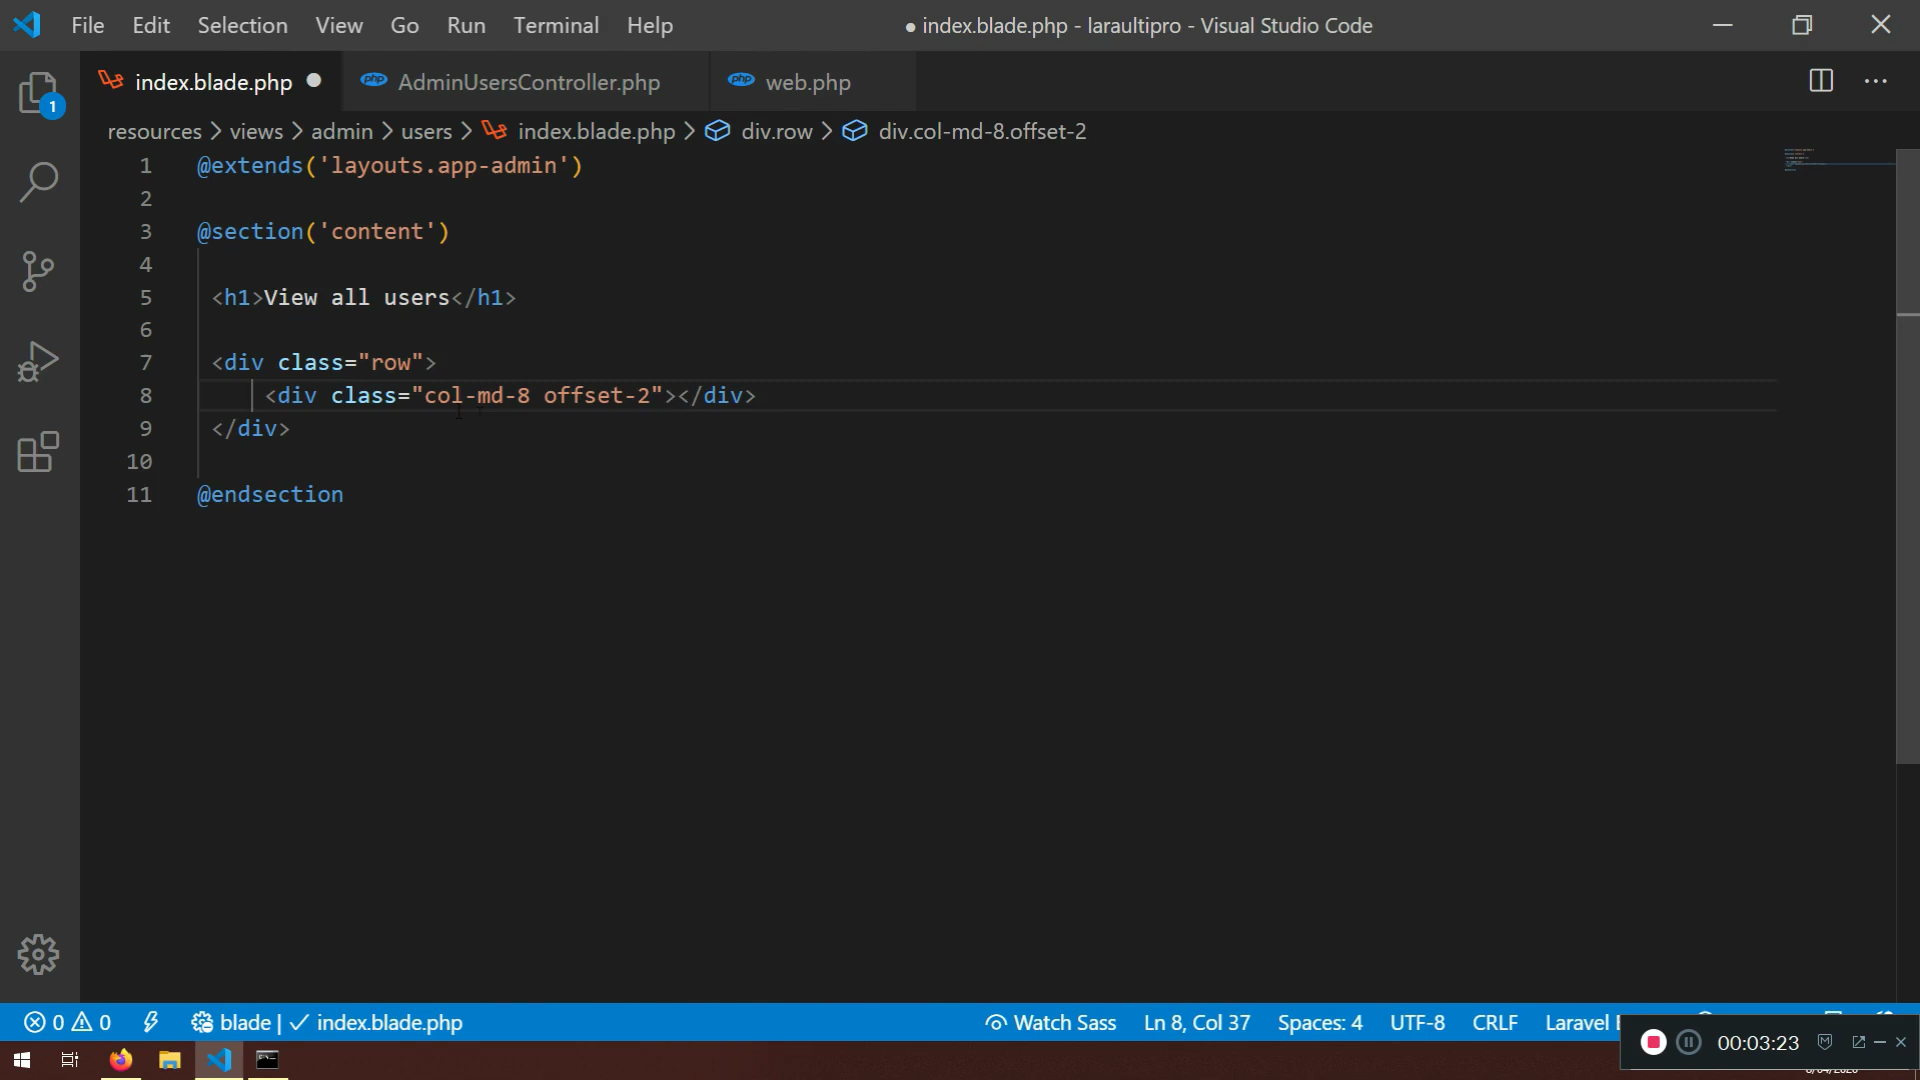 File Edit Selection View Go Run Terminal Help
● index.blade.php - laraultipro - Visual Studio Code
index.blade.php ●
php AdminUsersController.php
php web.php
1
resources > views > admin > users > index.blade.php > div.row > div.col-md-8.offset-2
1 @extends('layouts.app-admin')
2
3 @section('content')
4
5 <h1>View all users</h1>
6
7 <div class="row">
8 <div class="col-md-8 offset-2"></div>
9 </div>
10
11 @endsection
0 0 blade | ✓ index.blade.php
Watch Sass Ln 8, Col 37 Spaces: 4 UTF-8 CRLF Laravel
00:03:23